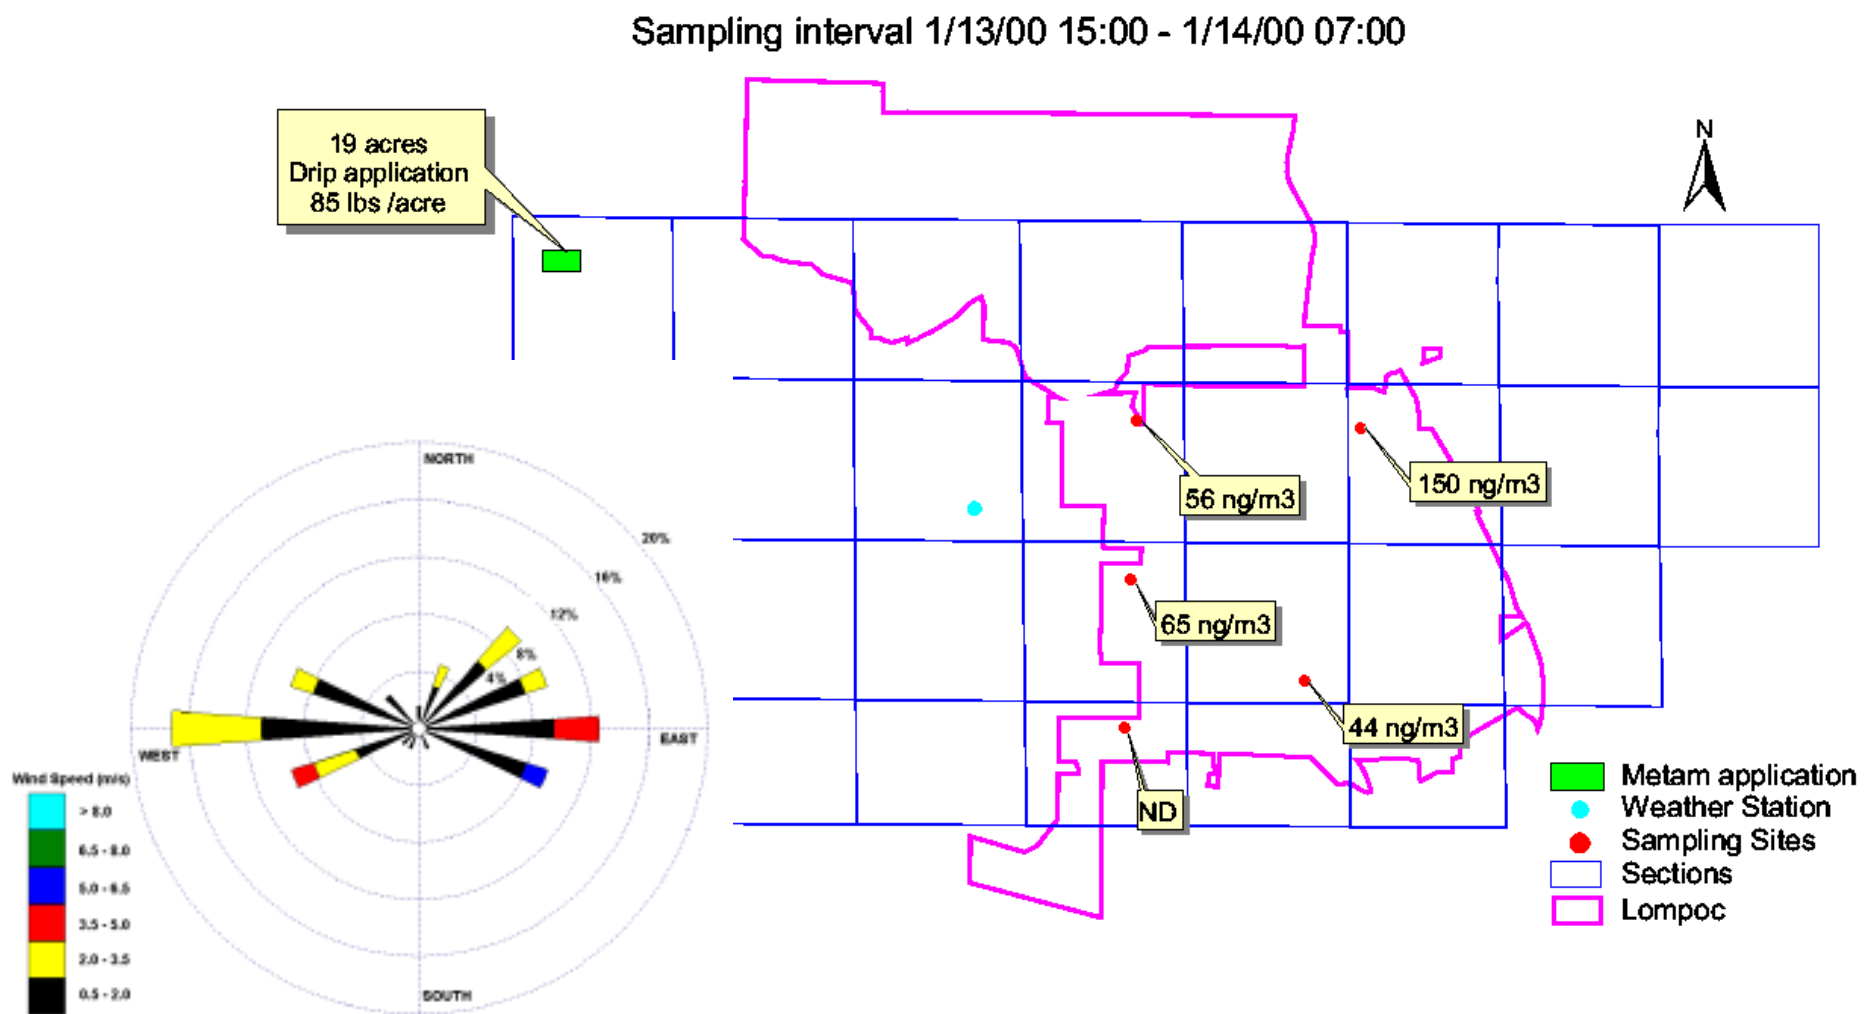 Sampling interval 1/13/00 15:00 - 1/14/00 07:00
19 acres
Drip application
85 lbs /acre
N
56 ng/m3
150 ng/m3
65 ng/m3
44 ng/m3
ND
NORTH
20%
16%
12%
8%
4%
WEST
EAST
SOUTH
Wind Speed (m/s)
> 8.0
6.5 - 8.0
5.0 - 6.5
3.5 - 5.0
2.0 - 3.5
0.5 - 2.0
Metam application
Weather Station
Sampling Sites
Sections
Lompoc